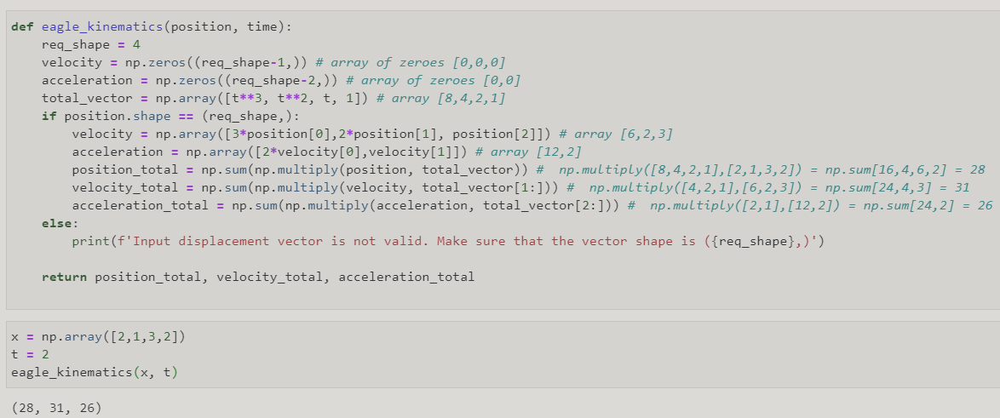 def eagle_kinematics(position, time):
    req_shape = 4
    velocity = np.zeros((req_shape-1,)) # array of zeroes [0,0,0]
    acceleration = np.zeros((req_shape-2,)) # array of zeroes [0,0]
    total_vector = np.array([t**3, t**2, t, 1]) # array [8,4,2,1]
    if position.shape == (req_shape,):
        velocity = np.array([3*position[0],2*position[1], position[2]]) # array [6,2,3]
        acceleration = np.array([2*velocity[0],velocity[1]]) # array [12,2]
        position_total = np.sum(np.multiply(position, total_vector)) #  np.multiply([8,4,2,1],[2,1,3,2]) = np.sum[16,4,6,2] = 28
        velocity_total = np.sum(np.multiply(velocity, total_vector[1:])) #  np.multiply([4,2,1],[6,2,3]) = np.sum[24,4,3] = 31
        acceleration_total = np.sum(np.multiply(acceleration, total_vector[2:])) #  np.multiply([2,1],[12,2]) = np.sum[24,2] = 26
    else:
        print(f'Input displacement vector is not valid. Make sure that the vector shape is ({req_shape},)')
    return position_total, velocity_total, acceleration_total
x = np.array([2,1,3,2])
t = 2
eagle_kinematics(x, t)
(28, 31, 26)